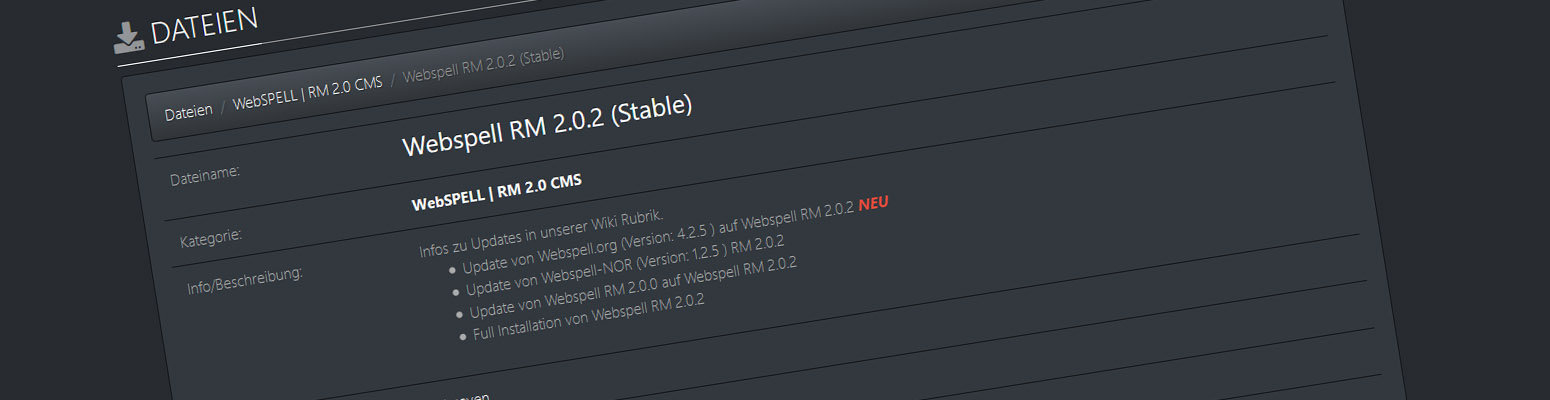 DATEIEN
Dateien / WebSPELL | RM 2.0 CMS / Webspell RM 2.0.2 (Stable)
Dateiname: Webspell RM 2.0.2 (Stable)
Kategorie: WebSPELL | RM 2.0 CMS
Info/Beschreibung: Infos zu Updates in unserer Wiki Rubrik.
Update von Webspell.org (Version: 4.2.5 ) auf Webspell RM 2.0.2 NEU
Update von Webspell-NOR (Version: 1.2.5 ) RM 2.0.2
Update von Webspell RM 2.0.0 auf Webspell RM 2.0.2
Full Installation von Webspell RM 2.0.2